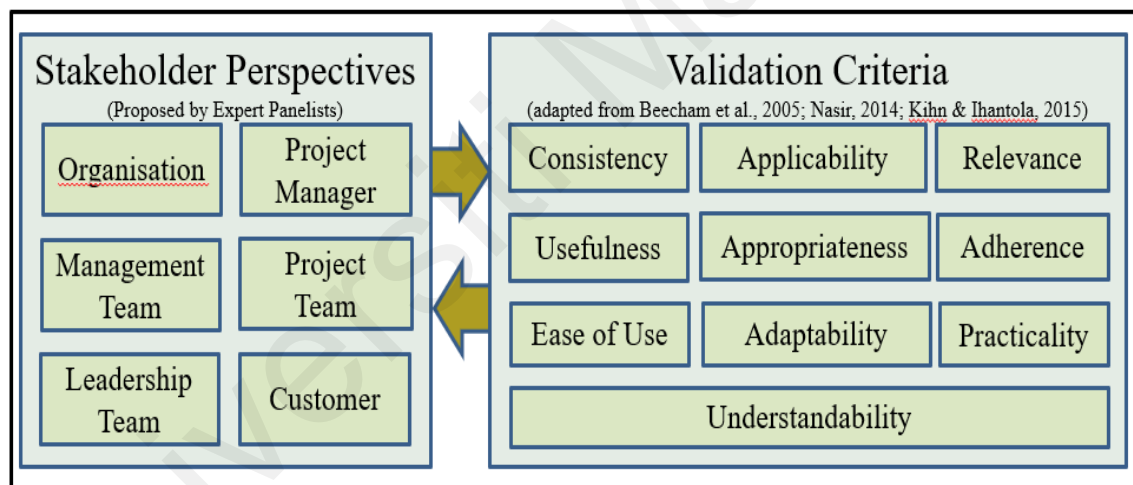 Stakeholder Perspectives
(Proposed by Expert Panelists)
Organisation
Project
Manager
Management
Team
Project
Team
Leadership
Team
Customer
Validation Criteria
(adapted from Beecham et al., 2005; Nasir, 2014; Kihn & Ihantola, 2015)
Consistency
Applicability
Relevance
Usefulness
Appropriateness
Adherence
Ease of Use
Adaptability
Practicality
Understandability